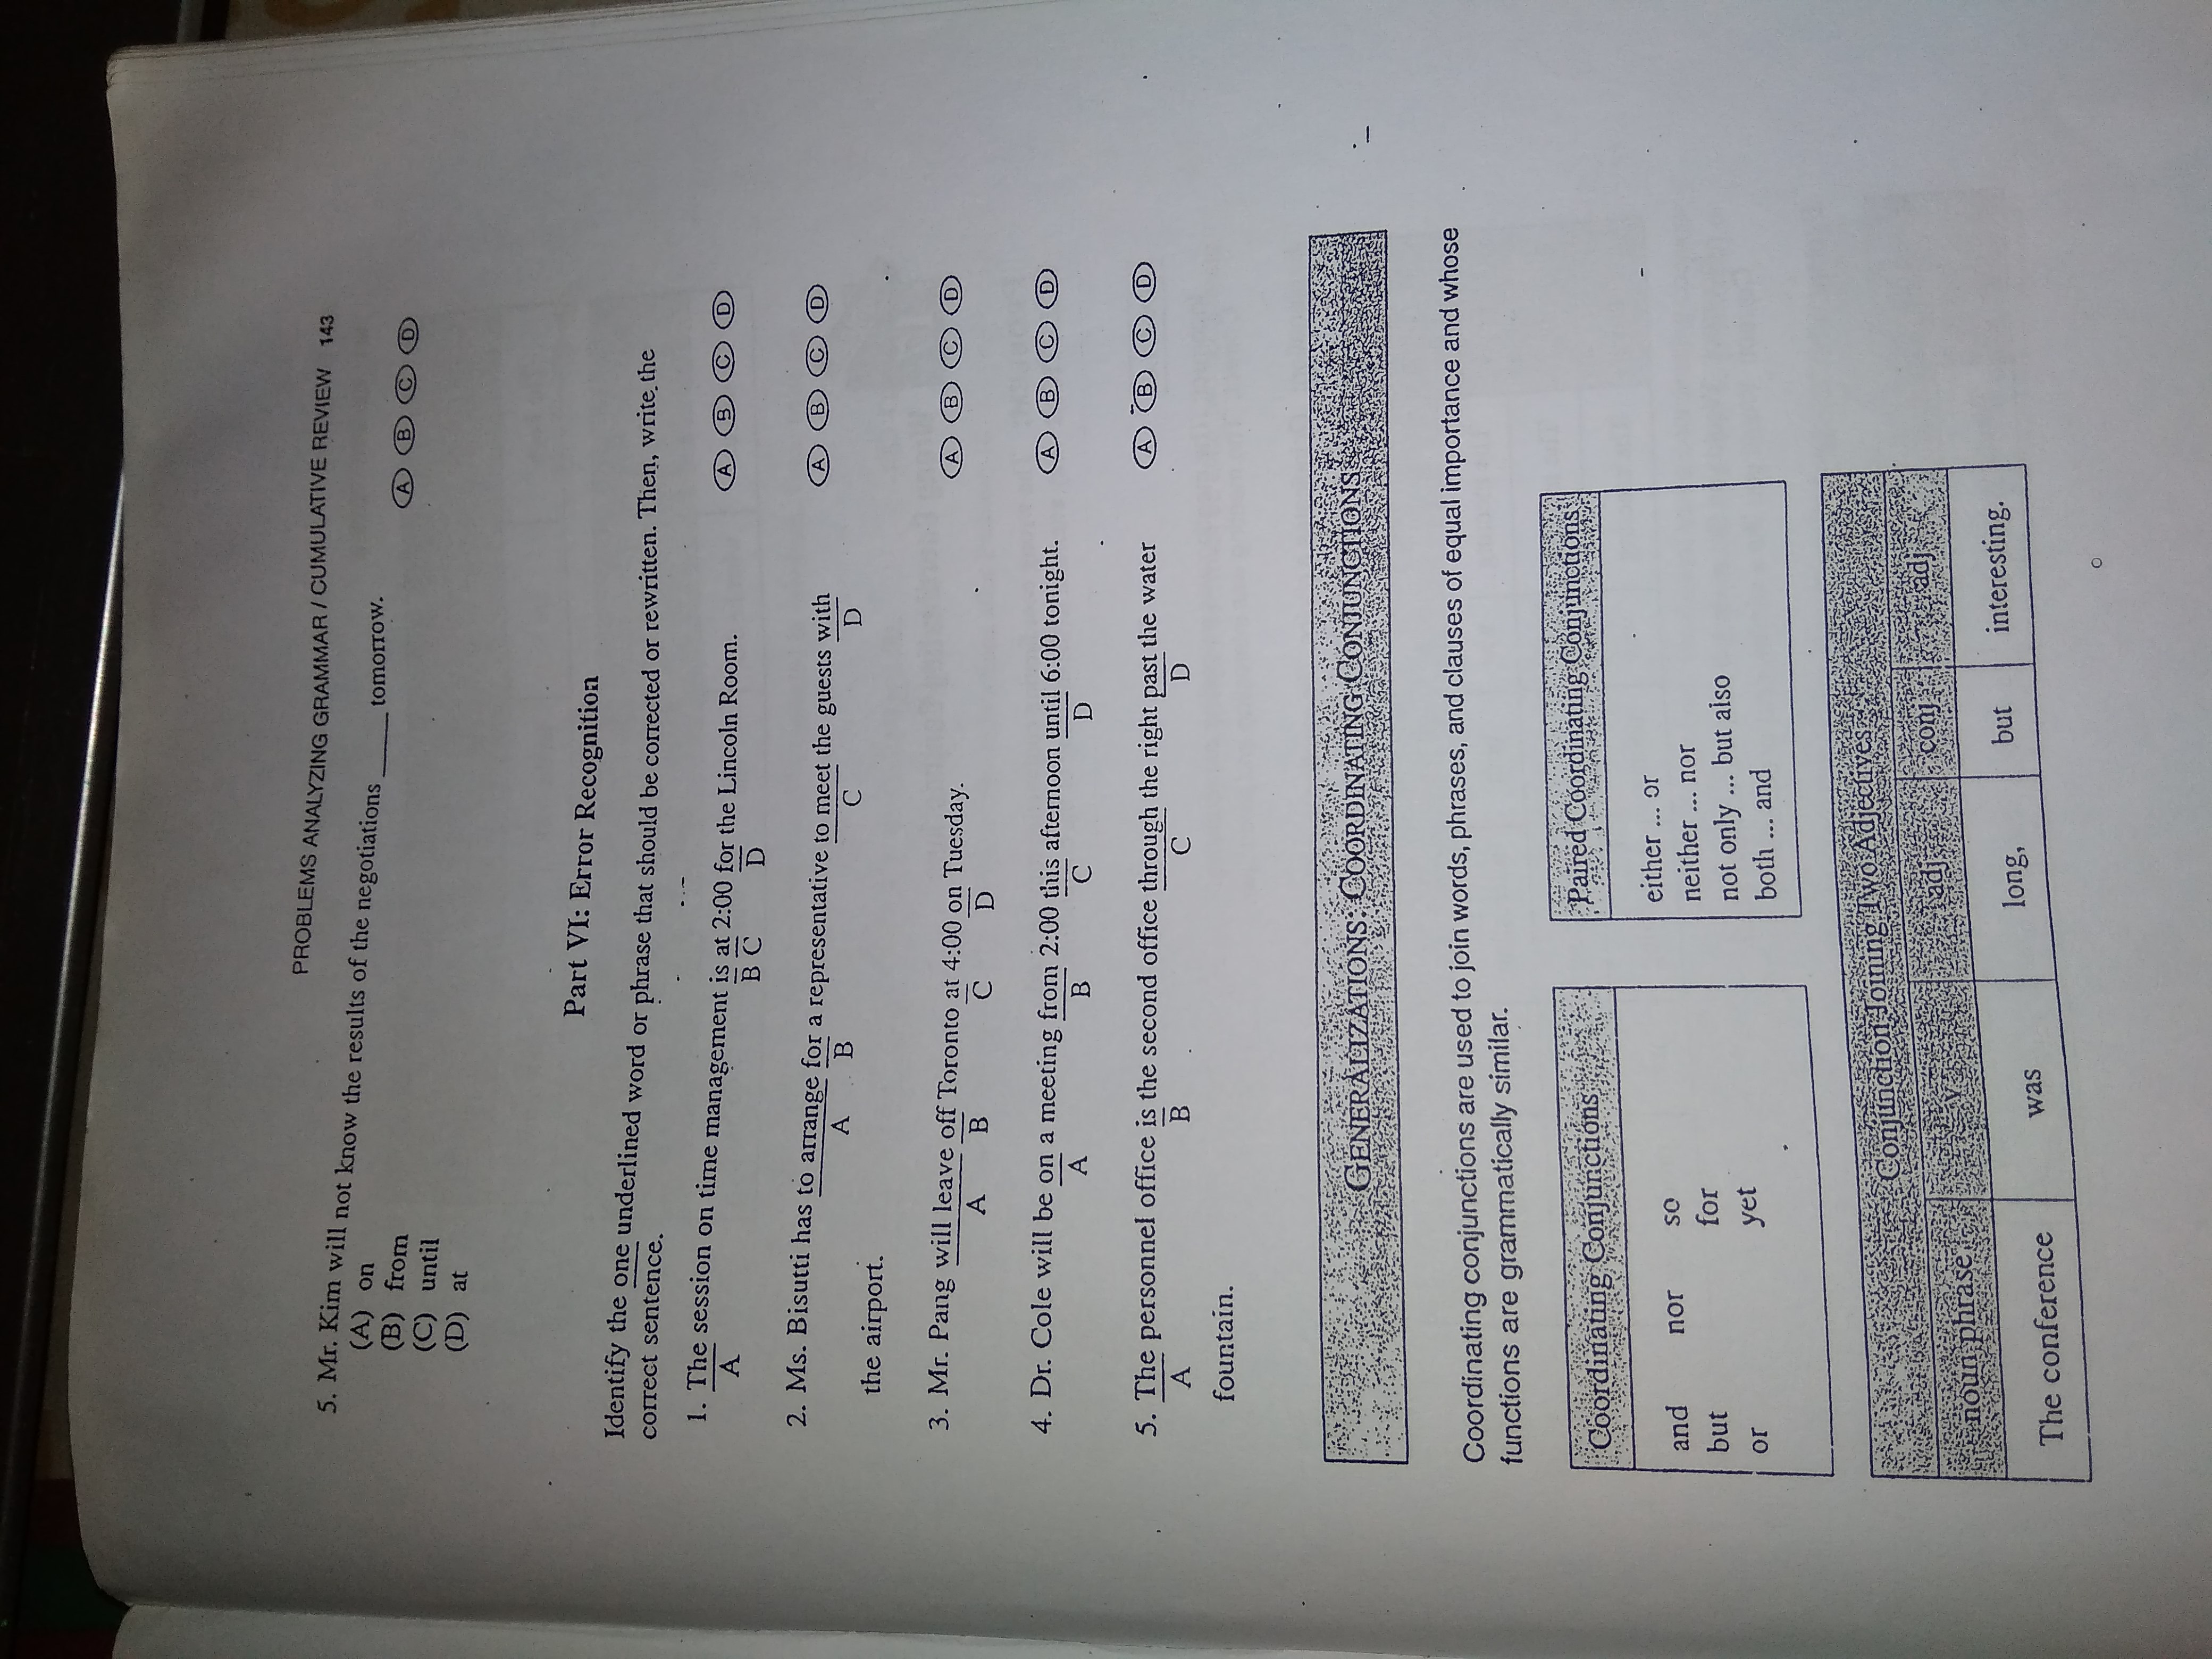 PROBLEMS ANALYZING GRAMMAR / CUMULATIVE REVIEW 143
5. Mr. Kim will not know the results of the negotiations _____ tomorrow.
(A) on
(B) from
(C) until
(D) at
A B C D
Part VI: Error Recognition
Identify the one underlined word or phrase that should be corrected or rewritten. Then, write the
correct sentence.
1. The session on time management is at 2:00 for the Lincoln Room. A B C D
A B C D
2. Ms. Bisutti has to arrange for a representative to meet the guests with A B C D
A B C D
the airport.
3. Mr. Pang will leave off Toronto at 4:00 on Tuesday. A B C D
A B C D
4. Dr. Cole will be on a meeting from 2:00 this afternoon until 6:00 tonight. A B C D
A B C D
5. The personnel office is the second office through the right past the water A B C D
A B C D
fountain.
GENERALIZATIONS: COORDINATING CONJUNCTIONS
Coordinating conjunctions are used to join words, phrases, and clauses of equal importance and whose
functions are grammatically similar.
Coordinating Conjunctions
and nor so
but for
or yet
Paired Coordinating Conjunctions
either ... or
neither ... nor
not only ... but also
both ... and
Conjunction Joining Two Adjectives
noun phrase v adj conj adj
The conference was long, but interesting.